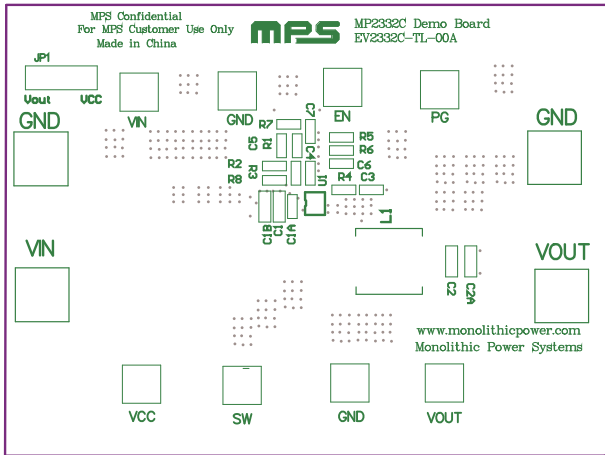 MPS Confidential
For MPS Customer Use Only
Made in China
MPS
MP2332C Demo Board
EV2332C-TL-00A
JP1
Vout
VCC
VIN
GND
EN
PG
GND
GND
C7
R7
C5
R1
C4
R5
R6
C6
R2
R3
R8
U1
R4
C3
L1
C1B
C1
C1A
VIN
VOUT
C2
C2A
www.monolithicpower.com
Monolithic Power Systems
VCC
SW
GND
VOUT